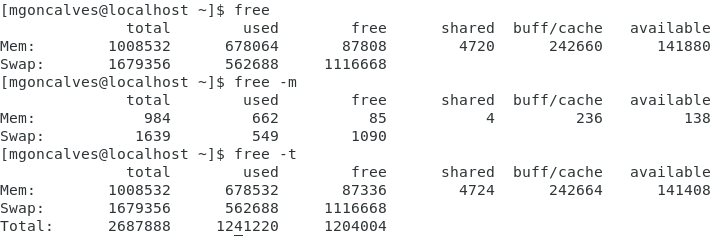 [mgoncalves@localhost ~]$ free
              total        used        free      shared  buff/cache   available
Mem:        1008532      678064       87808        4720      242660      141880
Swap:       1679356      562688     1116668
[mgoncalves@localhost ~]$ free -m
              total        used        free      shared  buff/cache   available
Mem:            984         662          85           4         236         138
Swap:          1639         549        1090
[mgoncalves@localhost ~]$ free -t
              total        used        free      shared  buff/cache   available
Mem:        1008532      678532       87336        4724      242664      141408
Swap:       1679356      562688     1116668
Total:      2687888     1241220     1204004